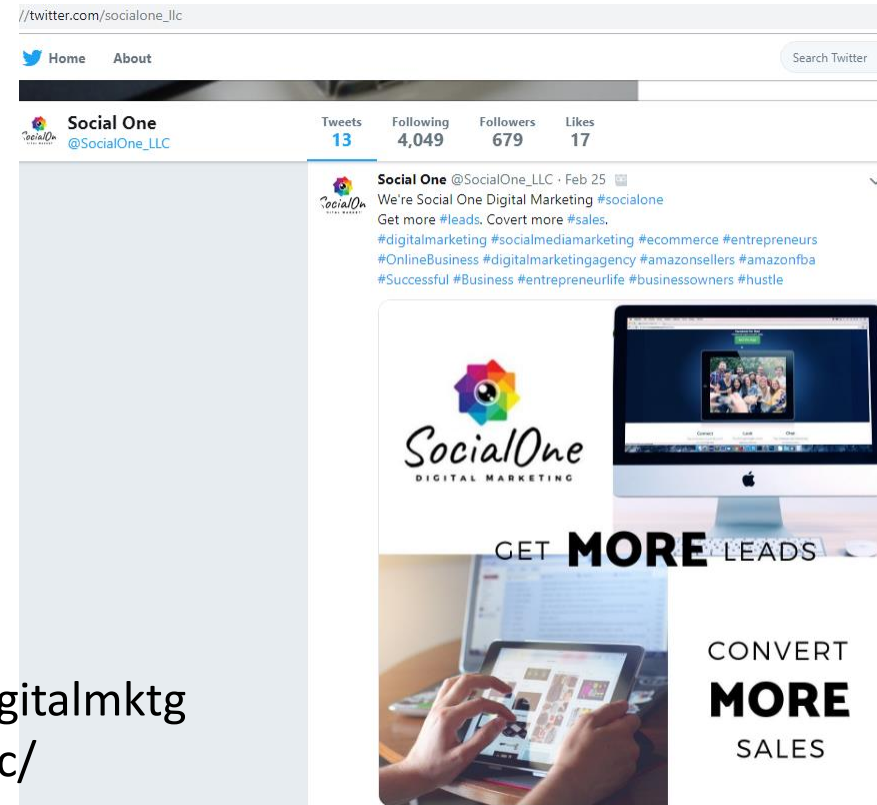 //twitter.com/socialone_llc
Home About
Search Twitter
Social One
@SocialOne_LLC
Tweets Following Followers Likes
13 4,049 679 17
Social One @SocialOne_LLC · Feb 25
We're Social One Digital Marketing #socialone
Get more #leads. Covert more #sales.
#digitalmarketing #socialmediamarketing #ecommerce #entrepreneurs
#OnlineBusiness #digitalmarketingagency #amazonsellers #amazonfba
#Successful #Business #entrepreneurlife #businessowners #hustle
SocialOne
DIGITAL MARKETING
GET MORE LEADS
CONVERT
MORE
SALES
gitalmktg
c/